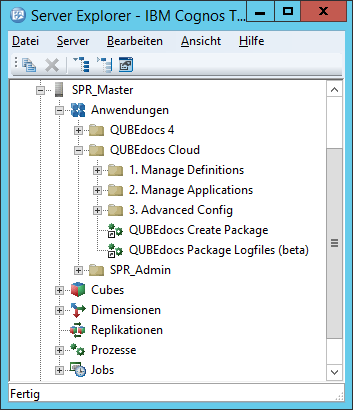 Server Explorer - IBM Cognos T...
Datei Server Bearbeiten Ansicht Hilfe
SPR_Master
Anwendungen
QUBEdocs 4
QUBEdocs Cloud
1. Manage Definitions
2. Manage Applications
3. Advanced Config
QUBEdocs Create Package
QUBEdocs Package Logfiles (beta)
SPR_Admin
Cubes
Dimensionen
Replikationen
Prozesse
Jobs
Fertig